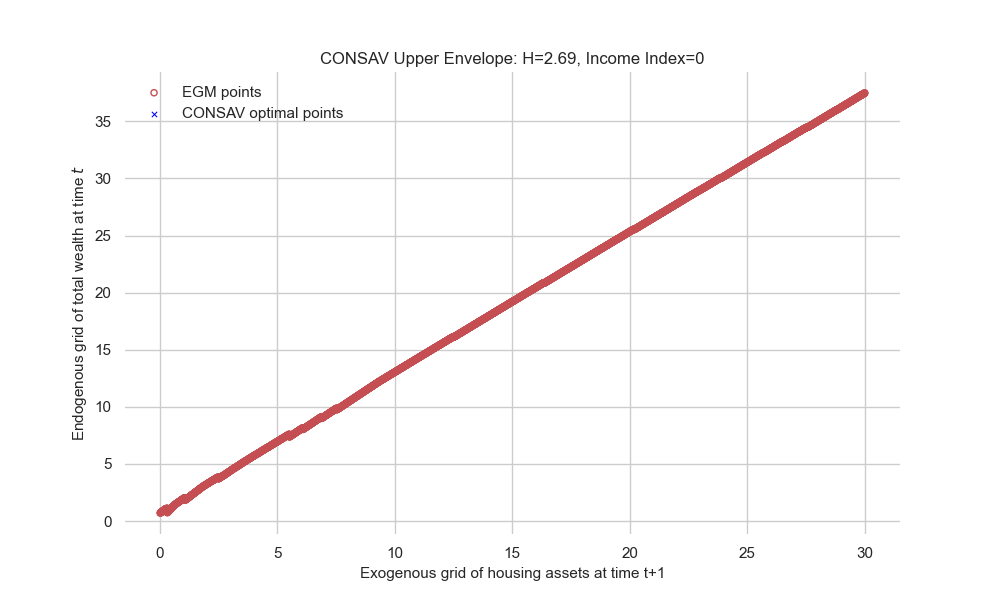 CONSAV Upper Envelope: H=2.69, Income Index=0
EGM points
CONSAV optimal points
Endogenous grid of total wealth at time t
35
30
25
20
15
10
5
0
0 5 10 15 20 25 30
Exogenous grid of housing assets at time t+1